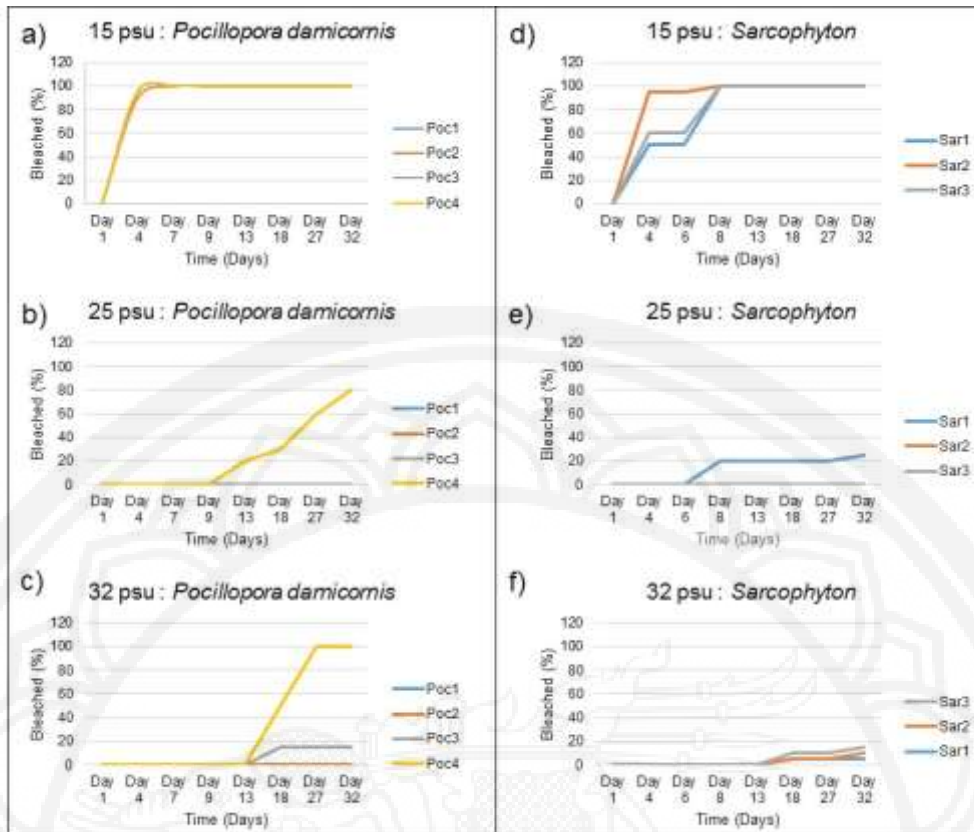 a)
15 psu : Pocillopora damicornis
120
100
80
60
40
20
0
Bleached (%)
Day Day Day Day Day Day Day Day
1 4 7 9 13 18 27 32
Time (Days)
Poc1
Poc2
Poc3
Poc4
b)
25 psu : Pocillopora damicornis
120
100
80
60
40
20
0
Bleached (%)
Day Day Day Day Day Day Day Day
1 4 7 9 13 18 27 32
Time (Days)
Poc1
Poc2
Poc3
Poc4
c)
32 psu : Pocillopora damicornis
120
100
80
60
40
20
0
Bleached (%)
Day Day Day Day Day Day Day Day
1 4 7 9 13 18 27 32
Time (Days)
Poc1
Poc2
Poc3
Poc4
d)
15 psu : Sarcophyton
120
100
80
60
40
20
0
Bleached (%)
Day Day Day Day Day Day Day Day
1 4 6 8 13 18 27 32
Time (Days)
Sar1
Sar2
Sar3
e)
25 psu : Sarcophyton
120
100
80
60
40
20
0
Bleached (%)
Day Day Day Day Day Day Day Day
1 4 6 8 13 18 27 32
Time (Days)
Sar1
Sar2
Sar3
f)
32 psu : Sarcophyton
120
100
80
60
40
20
0
Bleached (%)
Day Day Day Day Day Day Day Day
1 4 6 8 13 18 27 32
Time (Days)
Sar3
Sar2
Sar1